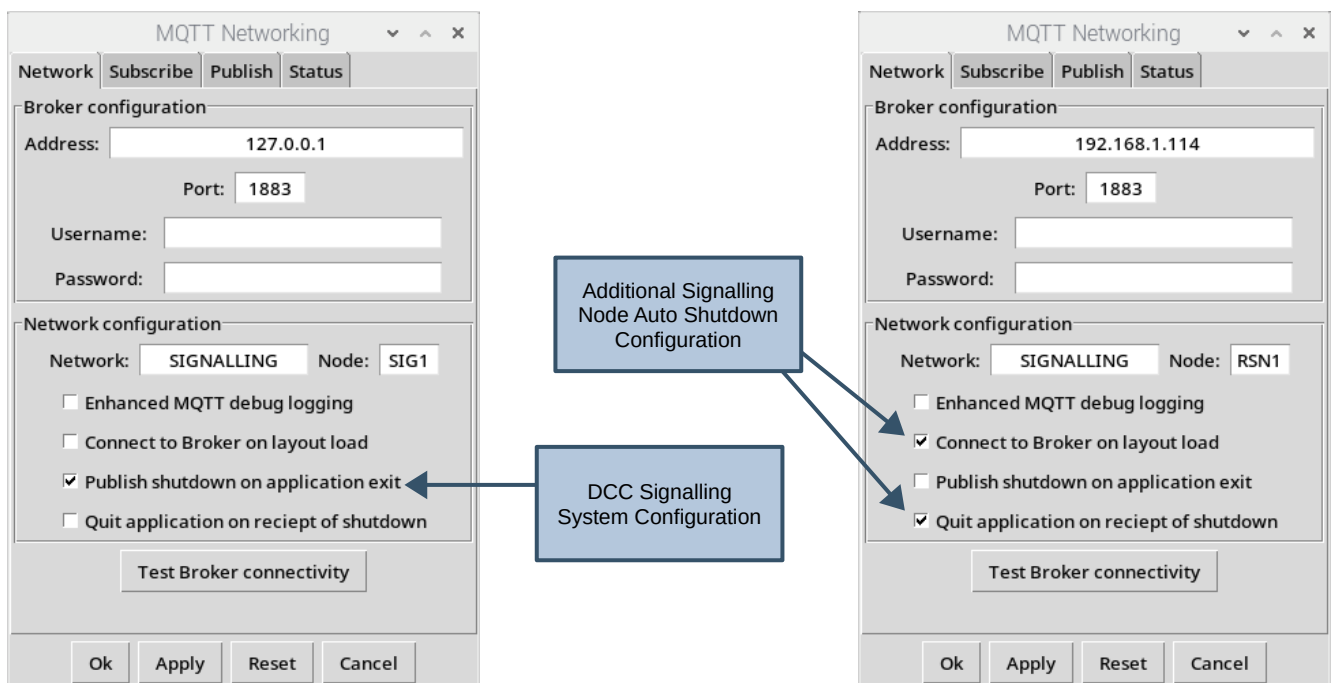 MQTT Networking
Network Subscribe Publish Status
Broker configuration
Address: 127.0.0.1
Port: 1883
Username:
Password:
Network configuration
Network: SIGNALLING Node: SIG1
Enhanced MQTT debug logging
Connect to Broker on layout load
Publish shutdown on application exit
Quit application on reciept of shutdown
Test Broker connectivity
Ok Apply Reset Cancel
Additional Signalling
Node Auto Shutdown
Configuration
DCC Signalling
System Configuration
MQTT Networking
Network Subscribe Publish Status
Broker configuration
Address: 192.168.1.114
Port: 1883
Username:
Password:
Network configuration
Network: SIGNALLING Node: RSN1
Enhanced MQTT debug logging
Connect to Broker on layout load
Publish shutdown on application exit
Quit application on reciept of shutdown
Test Broker connectivity
Ok Apply Reset Cancel